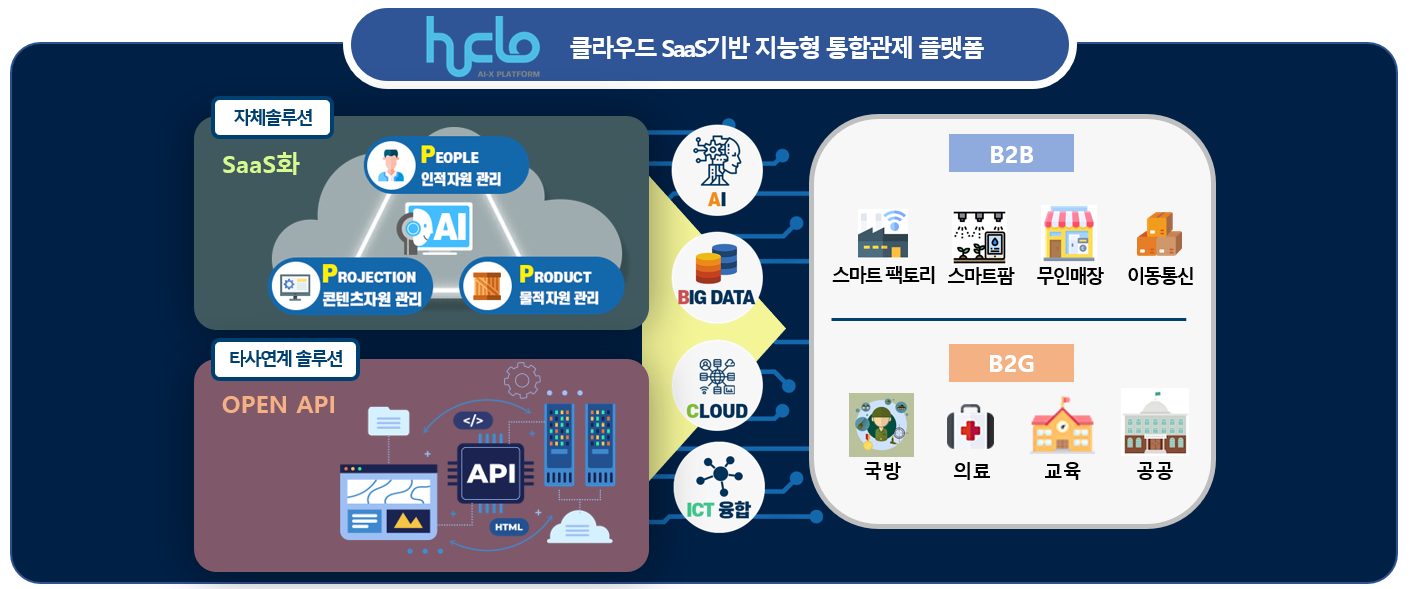 hyclo
AI-X PLATFORM
클라우드 SaaS기반 지능형 통합관제 플랫폼
자체솔루션
SaaS화
PEOPLE
인적자원 관리
AI
PROJECTION
콘텐츠자원 관리
PRODUCT
물적자원 관리
타사연계 솔루션
OPEN API
</>
API
HTML
AI
BIG DATA
CLOUD
ICT 융합
B2B
스마트 팩토리
스마트팜
무인매장
이동통신
B2G
국방
의료
교육
공공